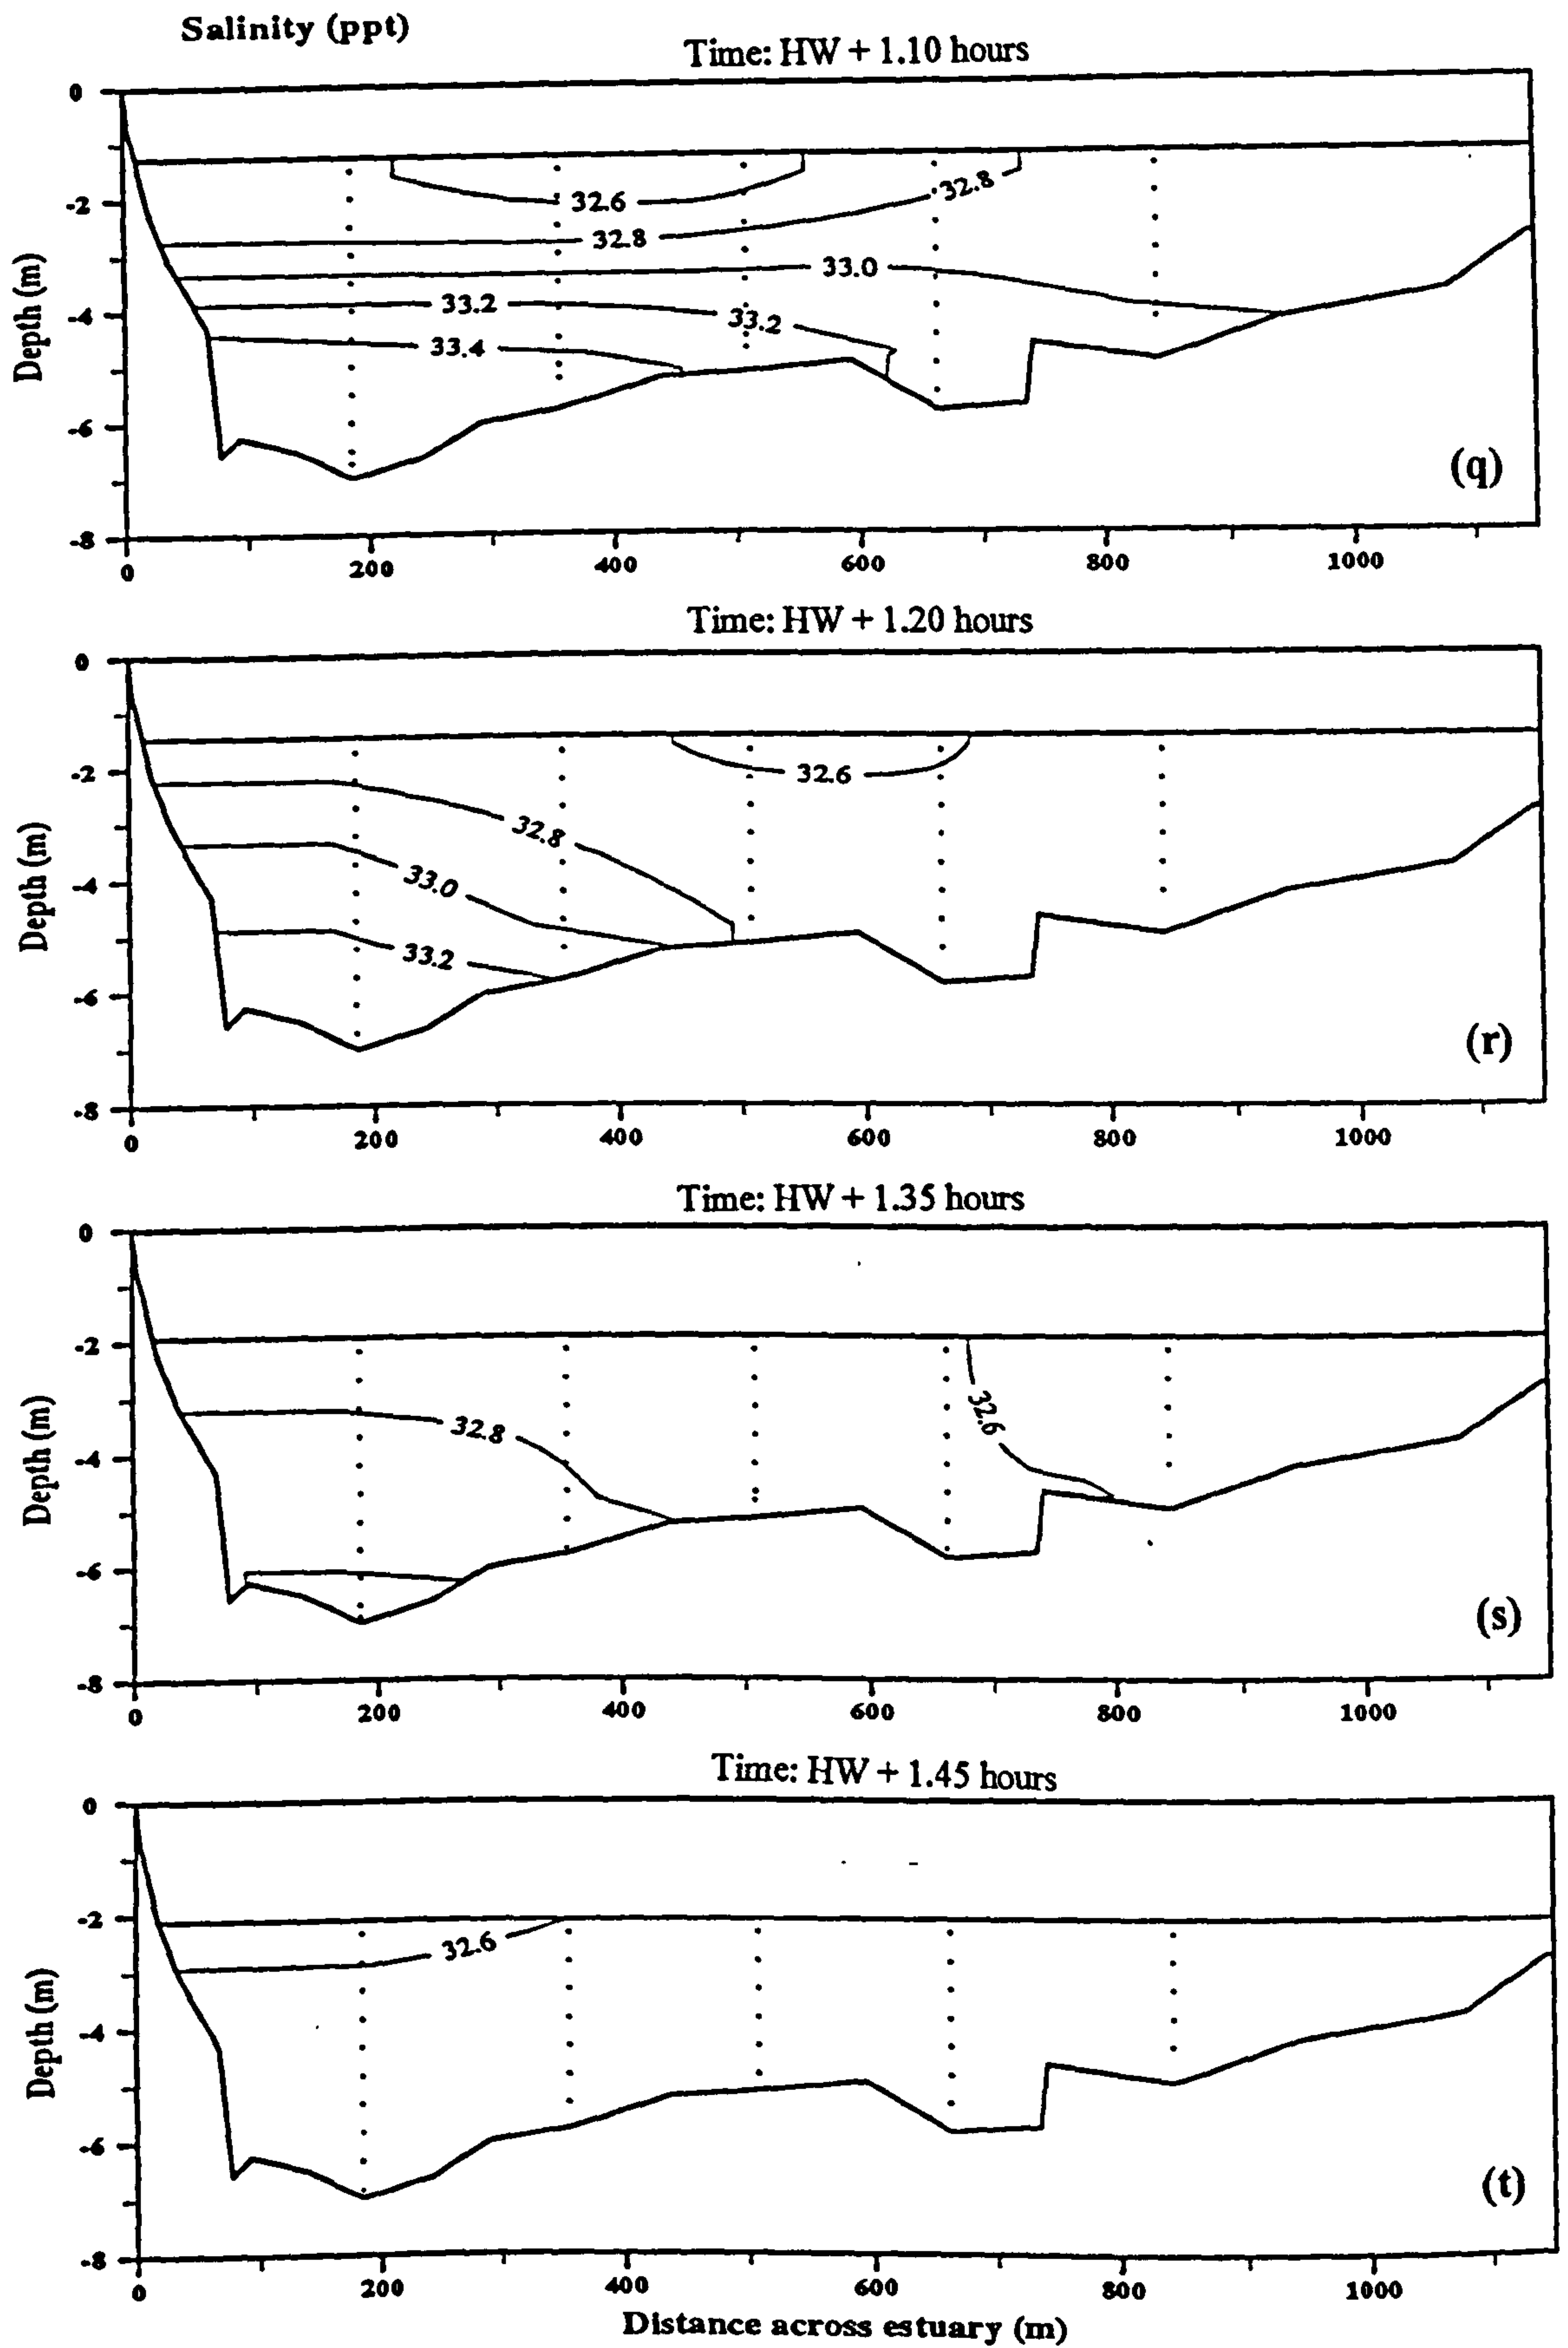 Salinity (ppt)
Time: HW + 1.10 hours
0
-2
-4
-6
-8
Depth (m)
32.6
32.8
32.8
33.0
33.2
33.2
33.4
(q)
0 200 400 600 800 1000
Time: HW + 1.20 hours
0
-2
-4
-6
-8
Depth (m)
32.6
32.8
33.0
33.2
(r)
0 200 400 600 800 1000
Time: HW + 1.35 hours
0
-2
-4
-6
-8
Depth (m)
32.8
32.6
(s)
0 200 400 600 800 1000
Time: HW + 1.45 hours
0
-2
-4
-6
-8
Depth (m)
32.6
(t)
0 200 400 600 800 1000
Distance across estuary (m)